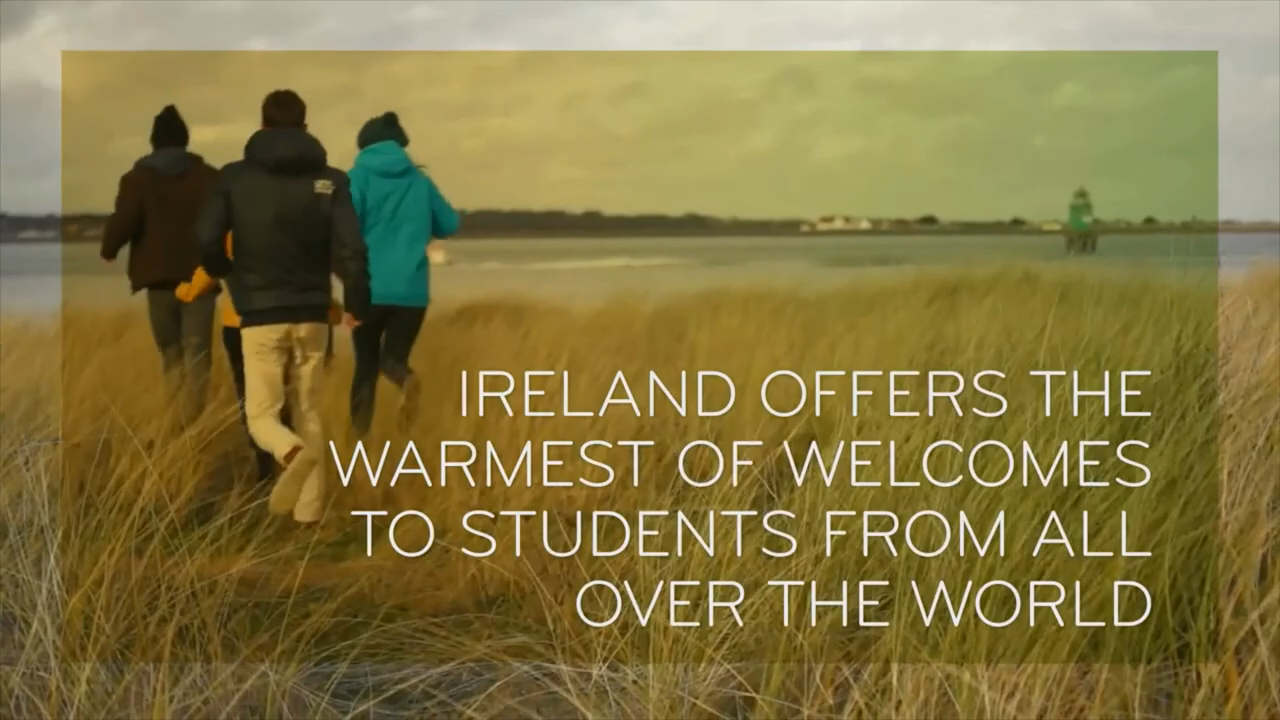 IRELAND OFFERS THE
WARMEST OF WELCOMES
TO STUDENTS FROM ALL
OVER THE WORLD